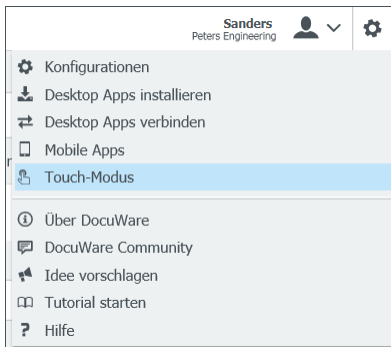 Sanders
Peters Engineering
Konfigurationen
Desktop Apps installieren
Desktop Apps verbinden
Mobile Apps
Touch-Modus
Über DocuWare
DocuWare Community
Idee vorschlagen
Tutorial starten
Hilfe